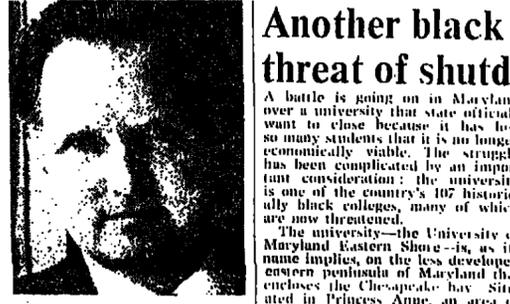 Another black
threat of shutd
A battle is going on in Marylan
over a university that state official
want to close because it has lo
so many students that it is no longe
economically viable. The struggl
has been complicated by an impor
tant consideration: the universit
is one of the country's 107 historic
ally black colleges, many of whic
are now threatened.
The university—the University o
Maryland Eastern Shore—is, as i
name implies, on the less develope
eastern peninsula of Maryland tha
encloses the Chesapeake bay. Situ
ated in Princess Anne, an area